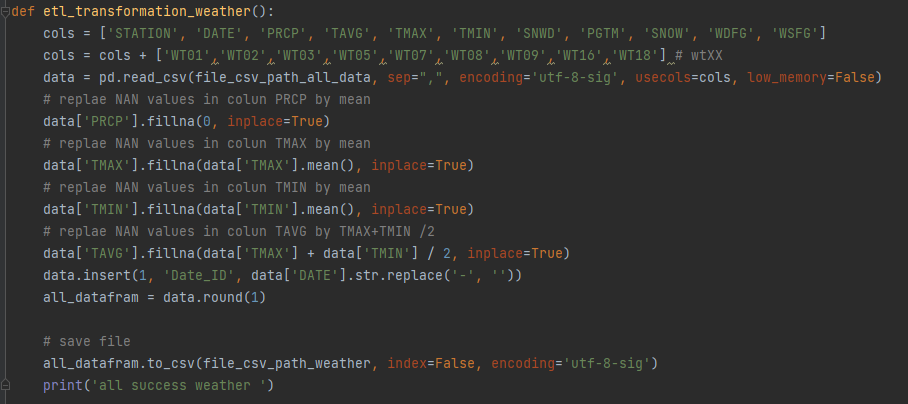 def etl_transformation_weather():
    cols = ['STATION', 'DATE', 'PRCP', 'TAVG', 'TMAX', 'TMIN', 'SNWD', 'PGTM', 'SNOW', 'WDFG', 'WSFG']
    cols = cols + ['WT01','WT02','WT03','WT05','WT07','WT08','WT09','WT16','WT18'] # wtXX
    data = pd.read_csv(file_csv_path_all_data, sep=",", encoding='utf-8-sig', usecols=cols, low_memory=False)
    # replae NAN values in colun PRCP by mean
    data['PRCP'].fillna(0, inplace=True)
    # replae NAN values in colun TMAX by mean
    data['TMAX'].fillna(data['TMAX'].mean(), inplace=True)
    # replae NAN values in colun TMIN by mean
    data['TMIN'].fillna(data['TMIN'].mean(), inplace=True)
    # replae NAN values in colun TAVG by TMAX+TMIN /2
    data['TAVG'].fillna(data['TMAX'] + data['TMIN'] / 2, inplace=True)
    data.insert(1, 'Date_ID', data['DATE'].str.replace('-', ''))
    all_datafram = data.round(1)

    # save file
    all_datafram.to_csv(file_csv_path_weather, index=False, encoding='utf-8-sig')
    print('all success weather ')